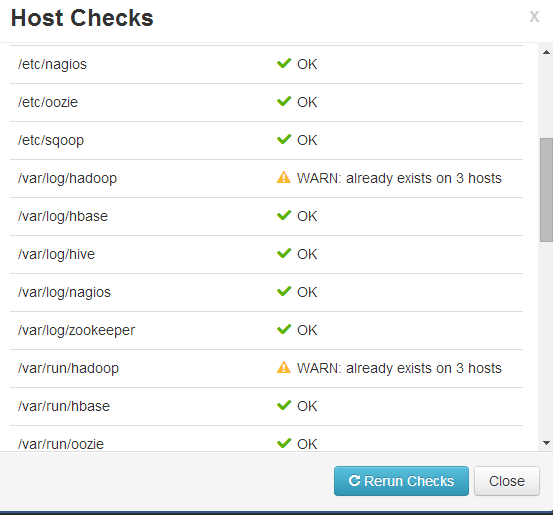 Host Checks
x
/etc/nagios OK
/etc/oozie OK
/etc/sqoop OK
/var/log/hadoop WARN: already exists on 3 hosts
/var/log/hbase OK
/var/log/hive OK
/var/log/nagios OK
/var/log/zookeeper OK
/var/run/hadoop WARN: already exists on 3 hosts
/var/run/hbase OK
/var/run/oozie OK
Rerun Checks Close